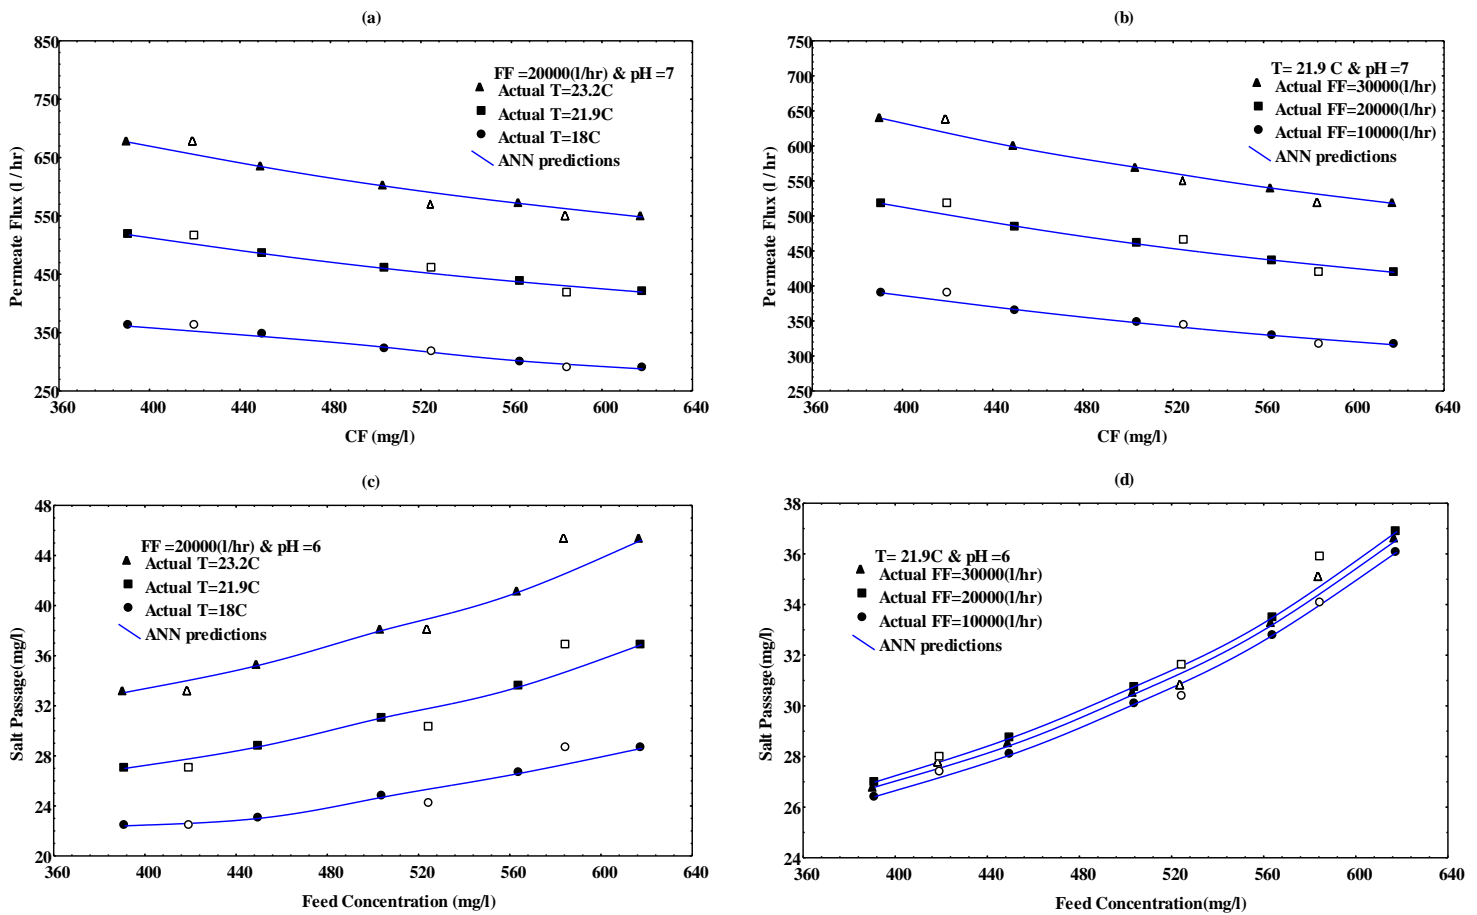 (a)
850
750
650
550
450
350
250
360 400 440 480 520 560 600 640
Permeate Flux (l / hr)
CF (mg/l)
FF =20000(l/hr) & pH =7
Actual T=23.2C
Actual T=21.9C
Actual T=18C
ANN predictions
(b)
750
700
650
600
550
500
450
400
350
300
250
360 400 440 480 520 560 600 640
Permeate Flux (l / hr)
CF (mg/l)
T= 21.9 C & pH =7
Actual FF=30000(l/hr)
Actual FF=20000(l/hr)
Actual FF=10000(l/hr)
ANN predictions
(c)
48
44
40
36
32
28
24
20
360 400 440 480 520 560 600 640
Salt Passage(mg/l)
Feed Concentration (mg/l)
FF =20000(l/hr) & pH =6
Actual T=23.2C
Actual T=21.9C
Actual T=18C
ANN predictions
(d)
38
36
34
32
30
28
26
24
360 400 440 480 520 560 600 640
Salt Passage(mg/l)
Feed Concentration(mg/l)
T= 21.9C & pH =6
Actual FF=30000(l/hr)
Actual FF=20000(l/hr)
Actual FF=10000(l/hr)
ANN predictions